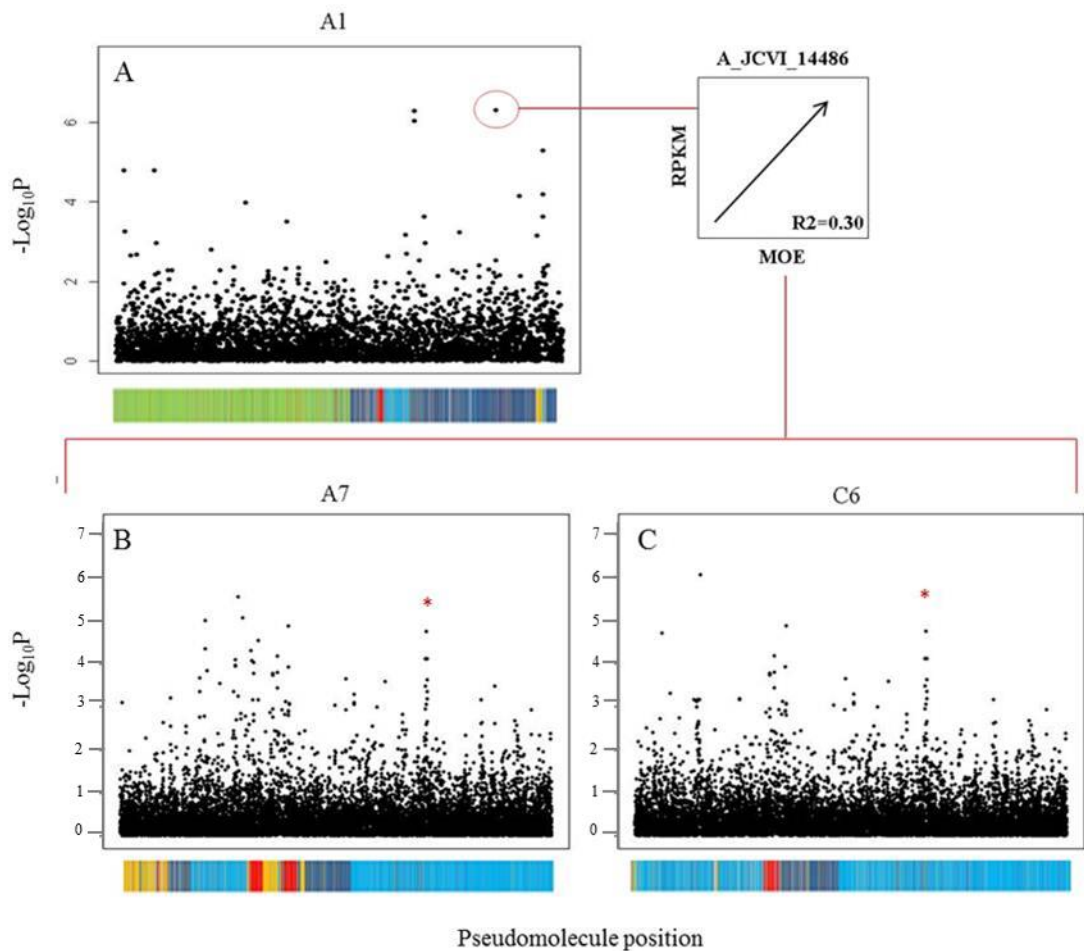 A1
A
A_JCVI_14486
6
4
2
0
-Log10P
RPKM
R2=0.30
MOE
A7
C6
B
C
7
6
5
4
3
2
1
0
*
7
6
5
4
3
2
1
0
*
-Log10P
Pseudomolecule position